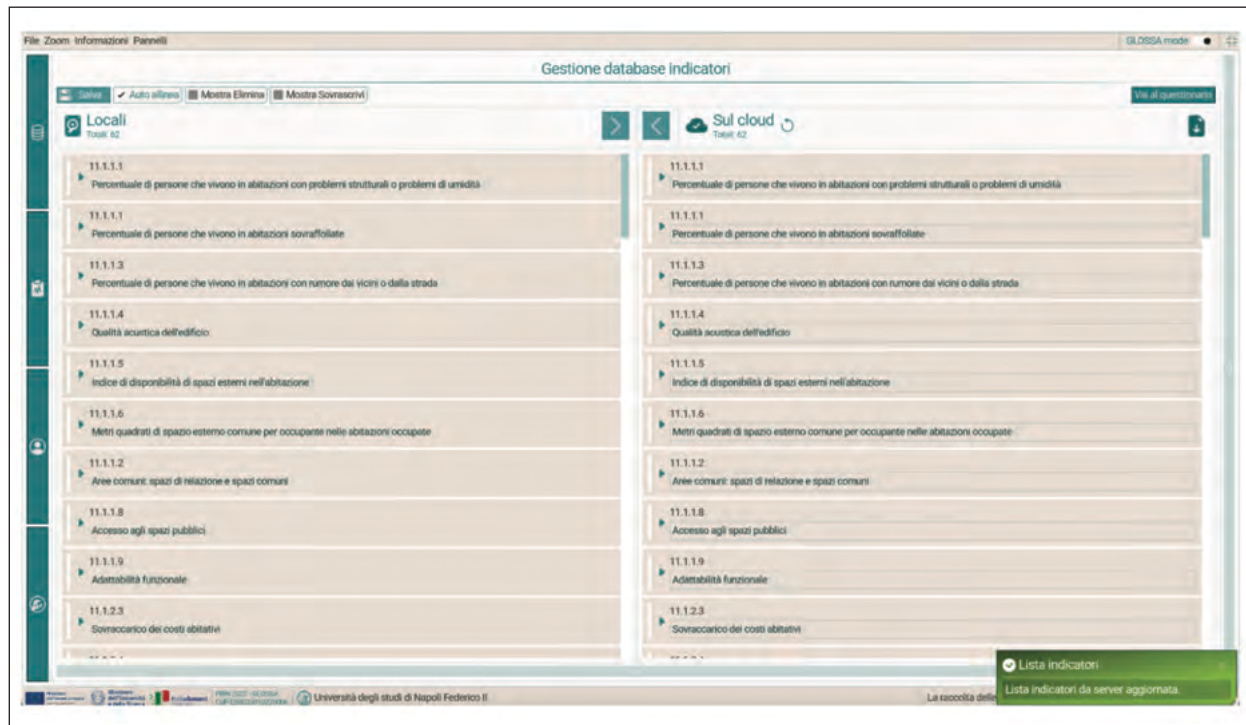 File Zoom Informazioni Pannelli
GLOSSA mode
Gestione database Indicatori
Salva
Auto allinea
Mostra Elimina
Mostra Sovrascrivi
Vai al questionario
Locali
Totali: 62
Sul cloud
Totali: 62
11.1.1.1
Percentuale di persone che vivono in abitazioni con problemi strutturali o problemi di umidità
11.1.1.1
Percentuale di persone che vivono in abitazioni sovraffollate
11.1.1.3
Percentuale di persone che vivono in abitazioni con rumore dai vicini o dalla strada
11.1.1.4
Qualità acustica dell'edificio
11.1.1.5
Indice di disponibilità di spazi esterni nell'abitazione
11.1.1.6
Metri quadrati di spazio esterno comune per occupante nelle abitazioni occupate
11.1.1.2
Aree comuni: spazi di relazione e spazi comuni
11.1.1.8
Accesso agli spazi pubblici
11.1.1.9
Adattabilità funzionale
11.1.2.3
Sovraccarico dei costi abitativi
11.1.1.1
Percentuale di persone che vivono in abitazioni con problemi strutturali o problemi di umidità
11.1.1.1
Percentuale di persone che vivono in abitazioni sovraffollate
11.1.1.3
Percentuale di persone che vivono in abitazioni con rumore dai vicini o dalla strada
11.1.1.4
Qualità acustica dell'edificio
11.1.1.5
Indice di disponibilità di spazi esterni nell'abitazione
11.1.1.6
Metri quadrati di spazio esterno comune per occupante nelle abitazioni occupate
11.1.1.2
Aree comuni: spazi di relazione e spazi comuni
11.1.1.8
Accesso agli spazi pubblici
11.1.1.9
Adattabilità funzionale
11.1.2.3
Sovraccarico dei costi abitativi
Lista indicatori
Lista indicatori da server aggiornata.
Università degli studi di Napoli Federico II
La raccolta delle